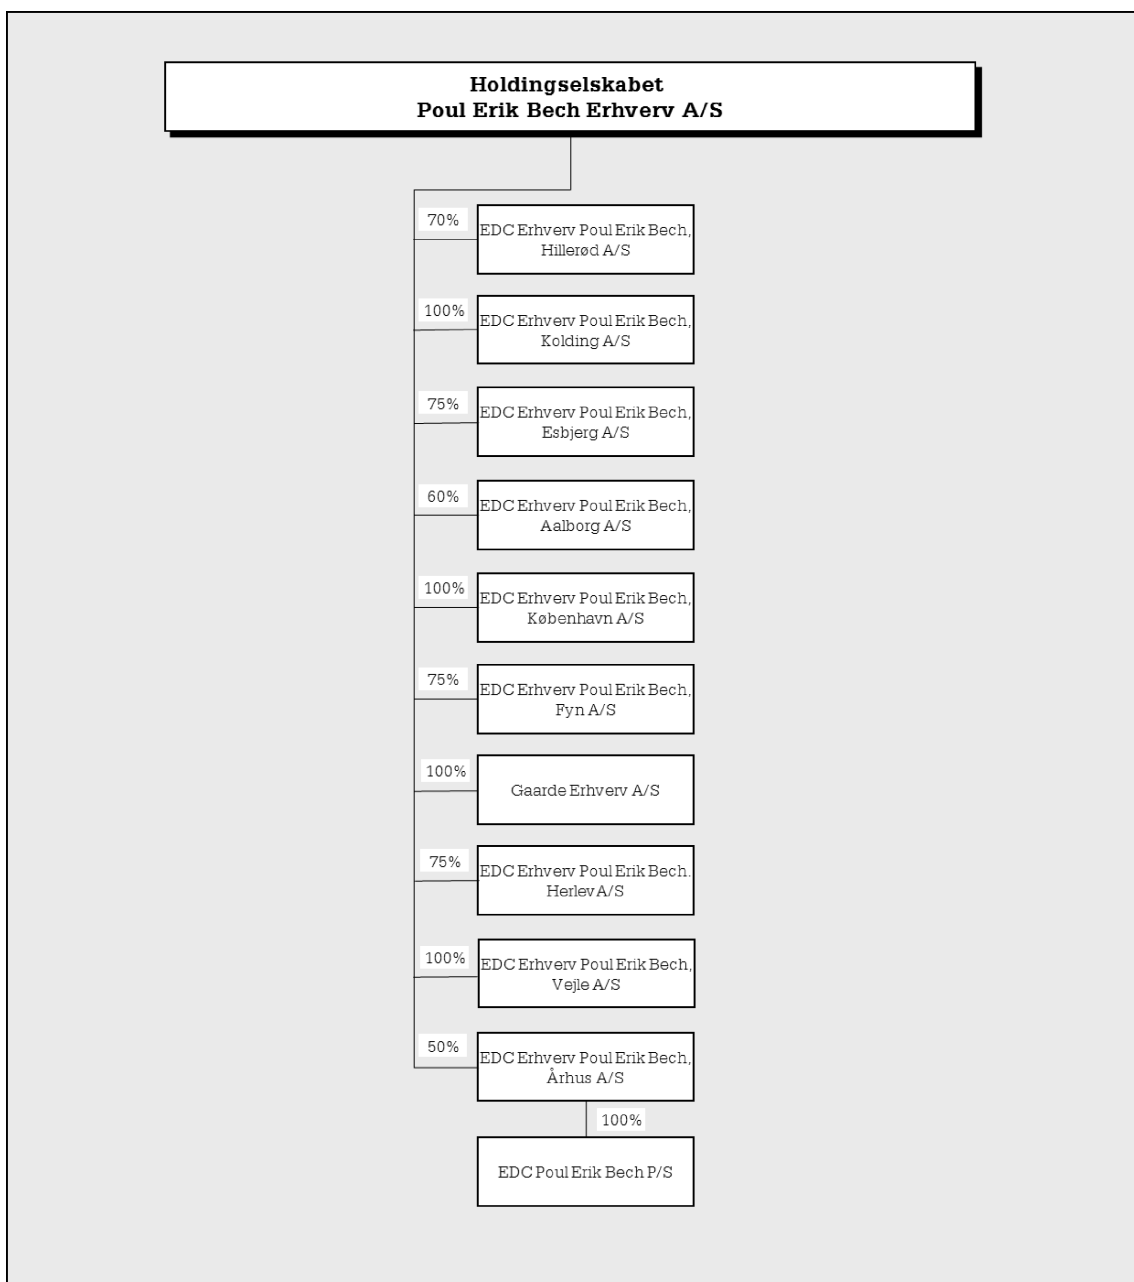 Holdingselskabet
Poul Erik Bech Erhverv A/S
70%
EDC Erhverv Poul Erik Bech,
Hillerød A/S
100%
EDC Erhverv Poul Erik Bech,
Kolding A/S
75%
EDC Erhverv Poul Erik Bech,
Esbjerg A/S
60%
EDC Erhverv Poul Erik Bech,
Aalborg A/S
100%
EDC Erhverv Poul Erik Bech,
København A/S
75%
EDC Erhverv Poul Erik Bech,
Fyn A/S
100%
Gaarde Erhverv A/S
75%
EDC Erhverv Poul Erik Bech.
Herlev A/S
100%
EDC Erhverv Poul Erik Bech,
Vejle A/S
50%
EDC Erhverv Poul Erik Bech,
Århus A/S
100%
EDC Poul Erik Bech P/S